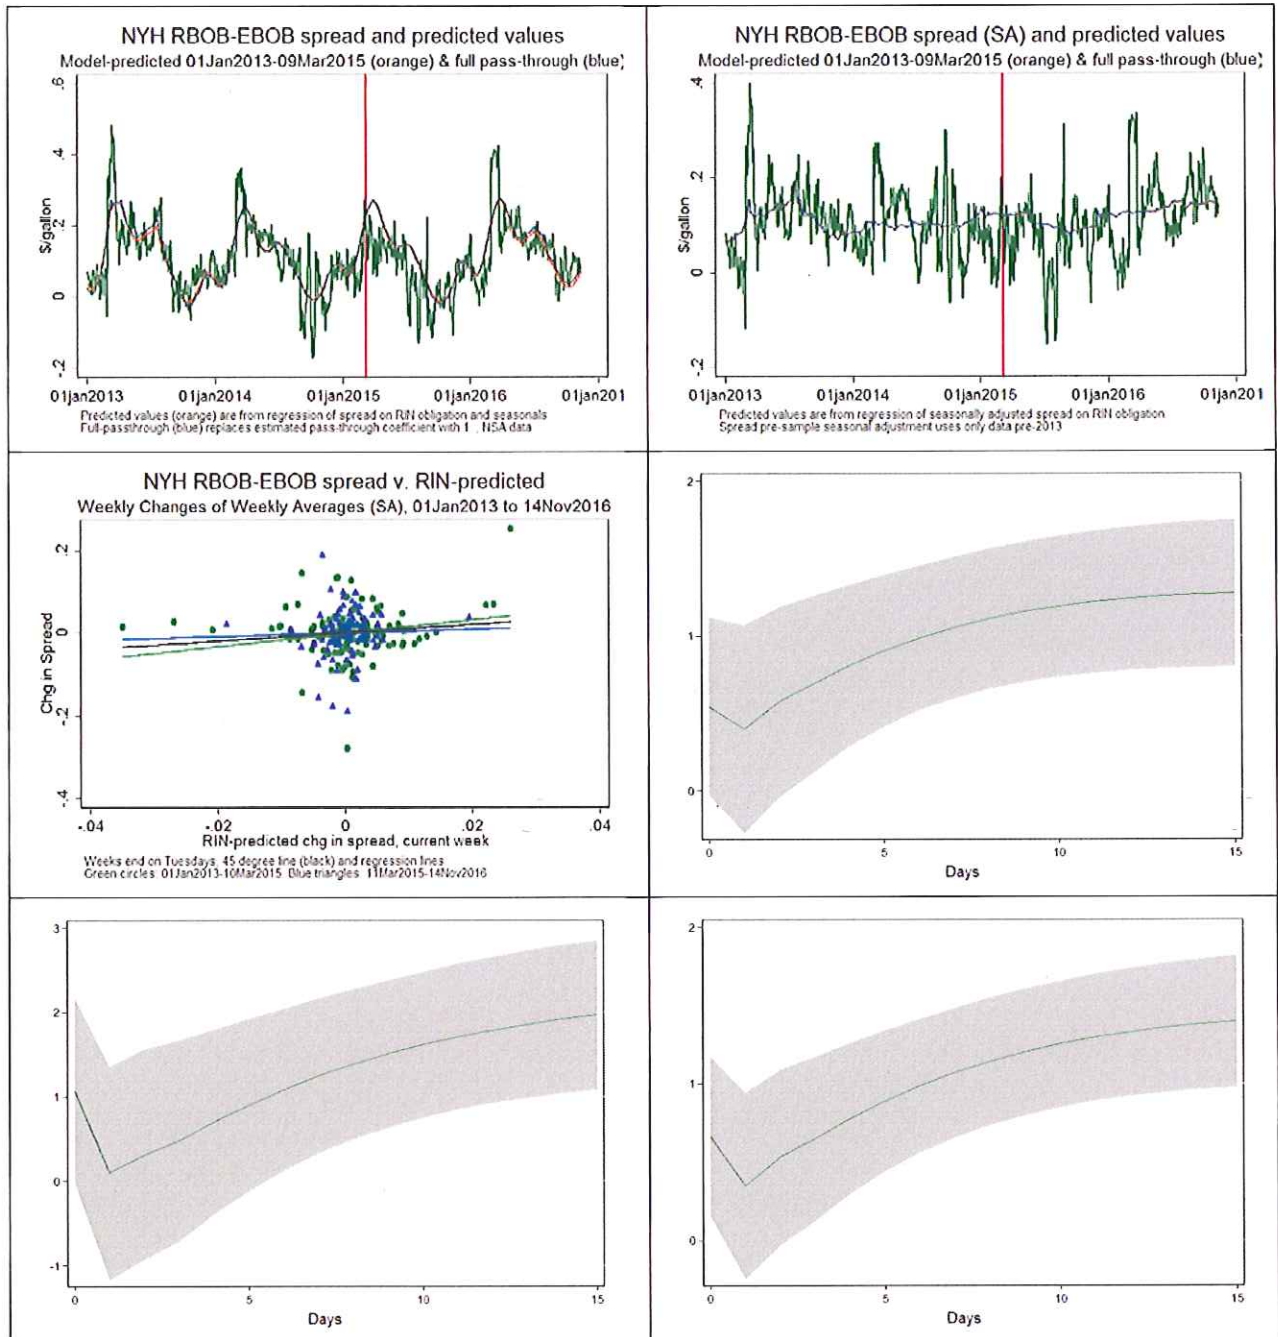 NYH RBOB-EBOB spread and predicted values
Model-predicted 01Jan2013-09Mar2015 (orange) & full pass-through (blue)
$/gallon
.6
.4
.2
0
-.2
01jan2013 01jan2014 01jan2015 01jan2016 01jan201
Predicted values (orange) are from regression of spread on RIN obligation and seasonals
Full-passthrough (blue) replaces estimated pass-through coefficient with 1. NSA data
NYH RBOB-EBOB spread (SA) and predicted values
Model-predicted 01Jan2013-09Mar2015 (orange) & full pass-through (blue)
$/gallon
.4
.2
0
-.2
01jan2013 01jan2014 01jan2015 01jan2016 01jan201
Predicted values are from regression of seasonally adjusted spread on RIN obligation
Spread pre-sample seasonal adjustment uses only data pre-2013
NYH RBOB-EBOB spread v. RIN-predicted
Weekly Changes of Weekly Averages (SA), 01Jan2013 to 14Nov2016
Chg in Spread
.2
0
-.2
-.4
-.04 -.02 0 .02 .04
RIN-predicted chg in spread, current week
Weeks end on Tuesdays. 45 degree line (black) and regression lines
Green circles: 01Jan2013-10Mar2015 Blue triangles: 11Mar2015-14Nov2016
2
1
0
0 5 10 15
Days
3
2
1
0
-1
0 5 10 15
Days
2
1
0
0 5 10 15
Days